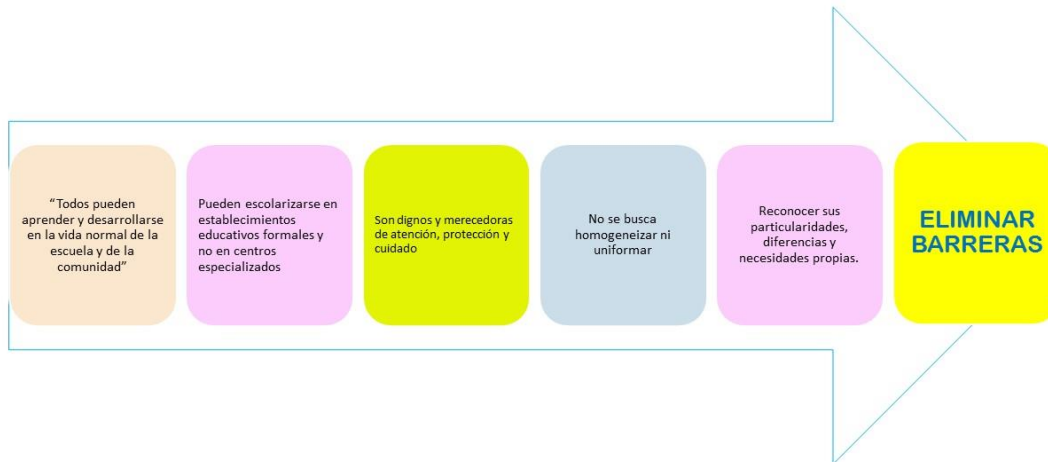 “Todos pueden
aprender y desarrollarse
en la vida normal de la
escuela y de la
comunidad”
Pueden escolarizarse en
establecimientos
educativos formales y
no en centros
especializados
Son dignos y merecedoras
de atención, protección y
cuidado
No se busca
homogeneizar ni
uniformar
Reconocer sus
particularidades,
diferencias y
necesidades propias.
ELIMINAR
BARRERAS